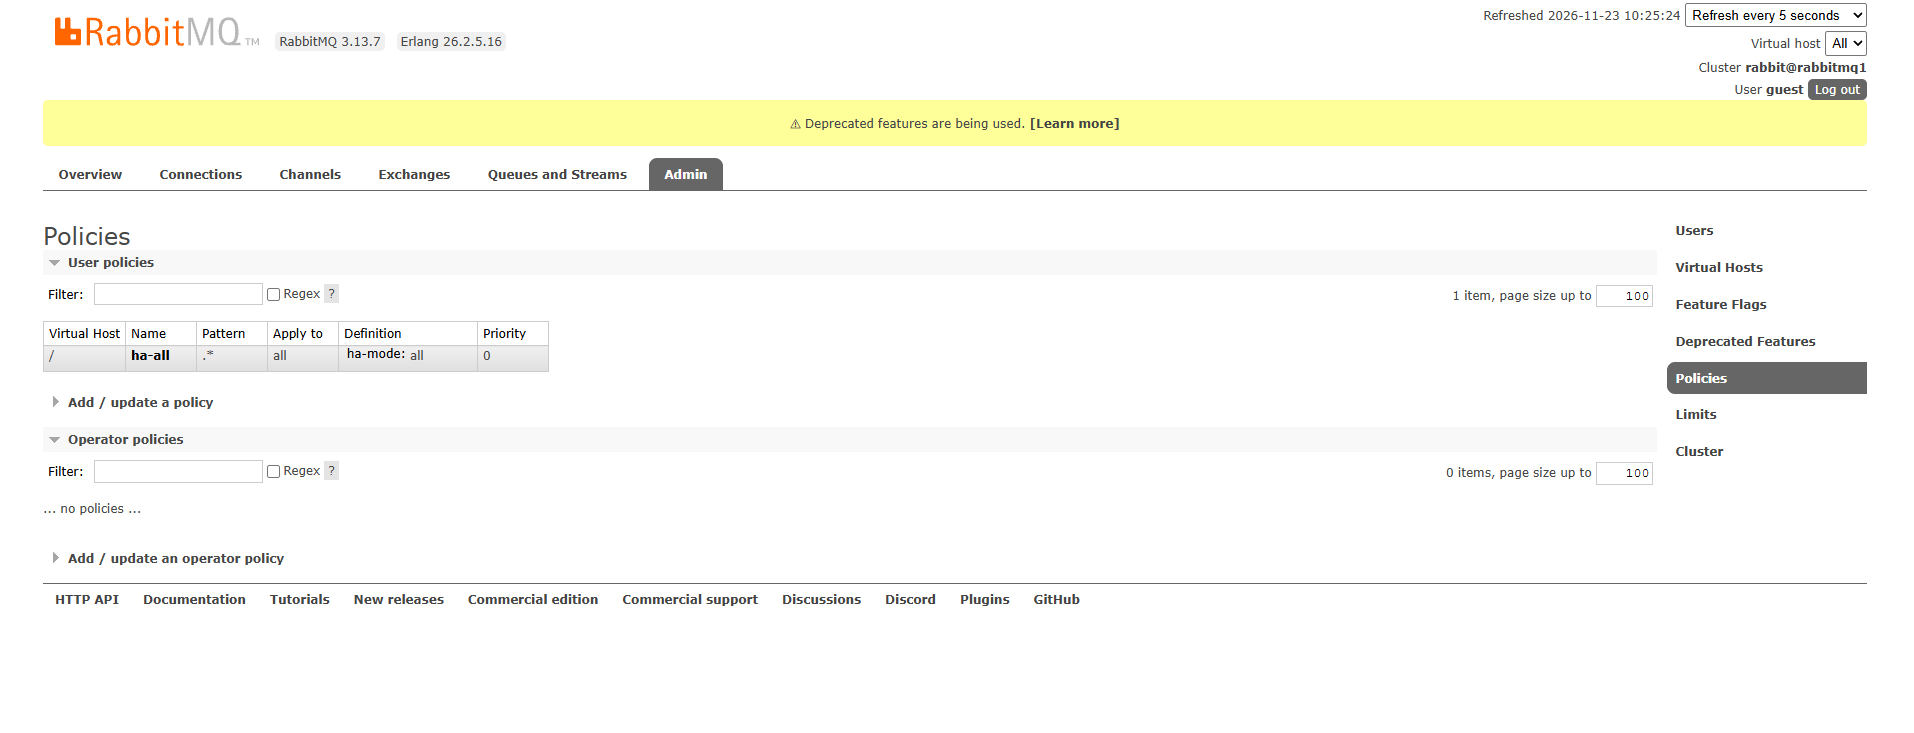 RabbitMQ TM RabbitMQ 3.13.7 Erlang 26.2.5.16
Refreshed 2026-11-23 10:25:24 Refresh every 5 seconds
Virtual host All
Cluster rabbit@rabbitmq1
User guest Log out
⚠ Deprecated features are being used. [Learn more]
Overview Connections Channels Exchanges Queues and Streams Admin
Policies
User policies
Filter: Regex ? 1 item, page size up to 100
Virtual Host Name Pattern Apply to Definition Priority
/ ha-all .* all ha-mode: all 0
Add / update a policy
Operator policies
Filter: Regex ? 0 items, page size up to 100
... no policies ...
Add / update an operator policy
Users
Virtual Hosts
Feature Flags
Deprecated Features
Policies
Limits
Cluster
HTTP API Documentation Tutorials New releases Commercial edition Commercial support Discussions Discord Plugins GitHub